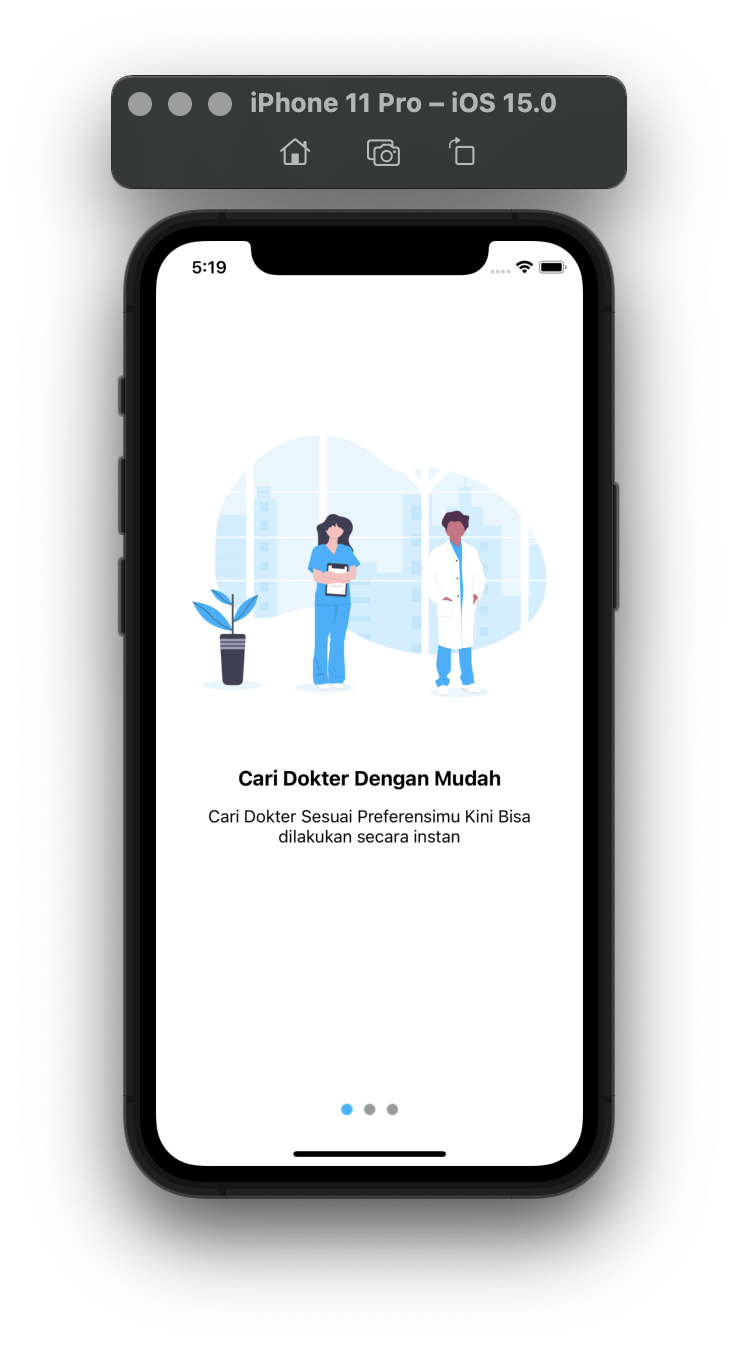 iPhone 11 Pro – iOS 15.0
5:19
Cari Dokter Dengan Mudah
Cari Dokter Sesuai Preferensimu Kini Bisa
dilakukan secara instan